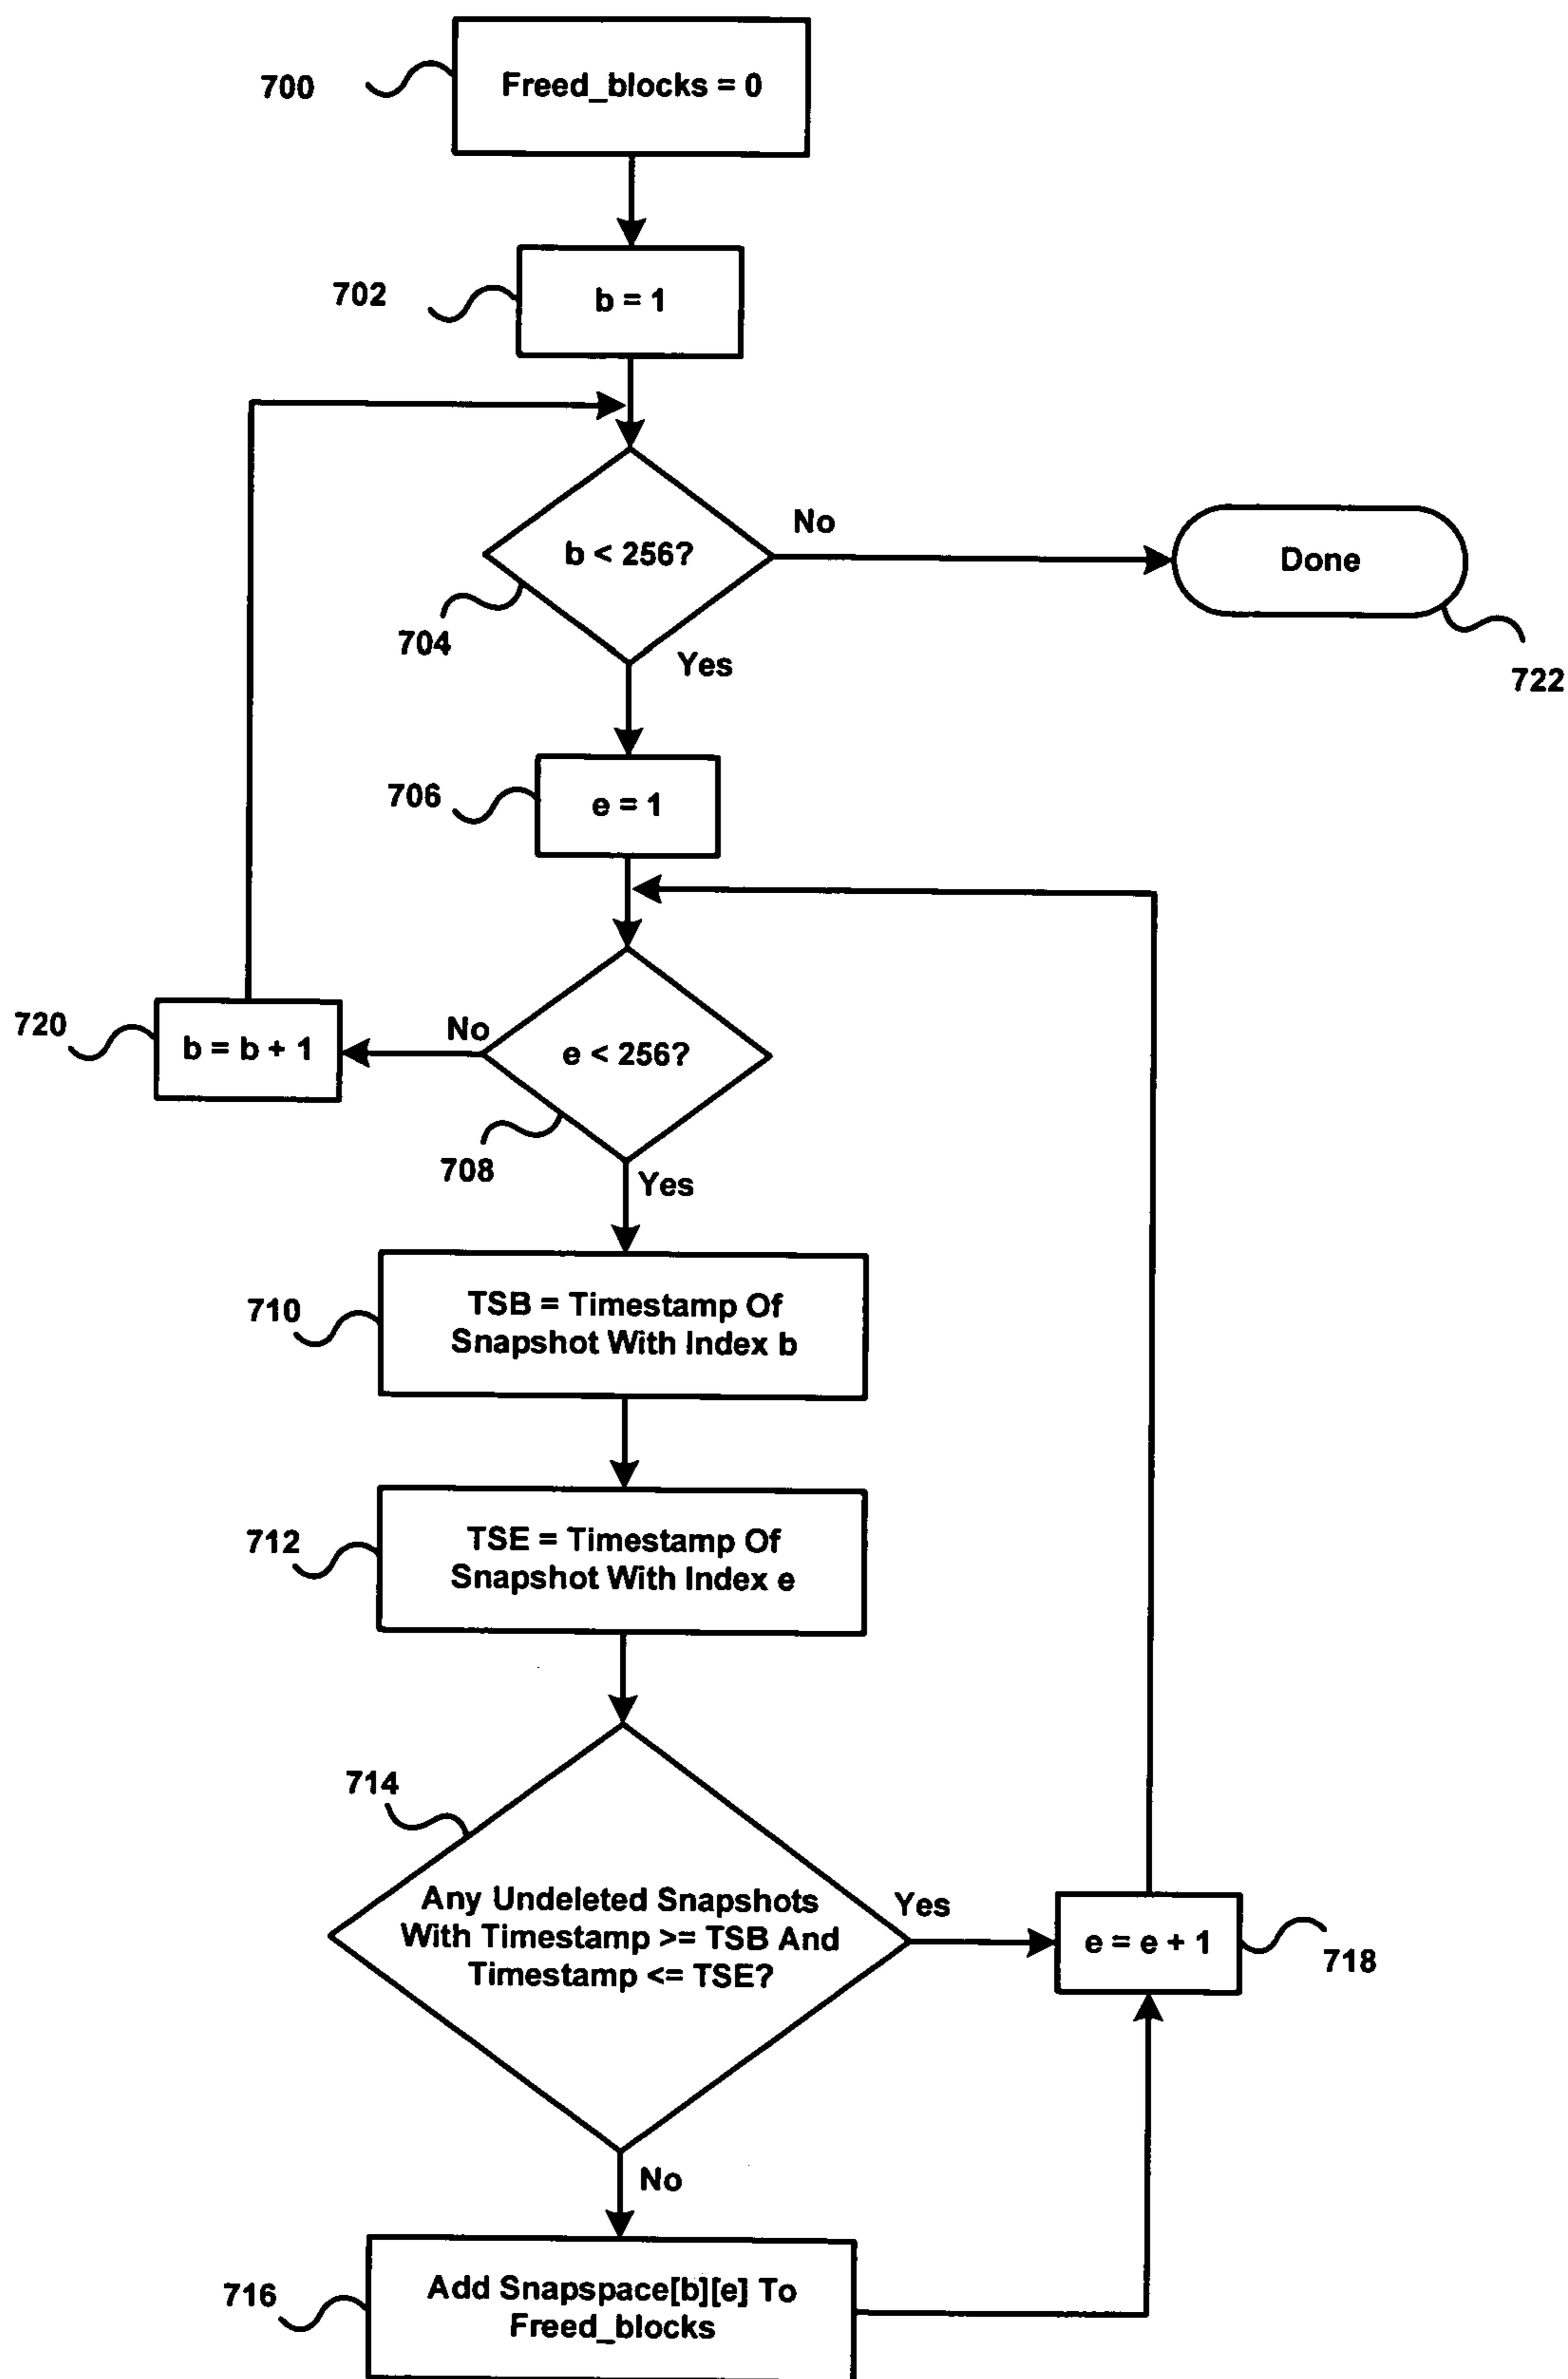 700
Freed_blocks = 0
702
b = 1
b < 256?
No
Done
704
Yes
722
706
e = 1
720
b = b + 1
No
e < 256?
708
Yes
710
TSB = Timestamp Of
Snapshot With Index b
712
TSE = Timestamp Of
Snapshot With Index e
714
Any Undeleted Snapshots
With Timestamp >= TSB And
Timestamp <= TSE?
Yes
e = e + 1
718
No
716
Add Snapspace[b][e] To
Freed_blocks